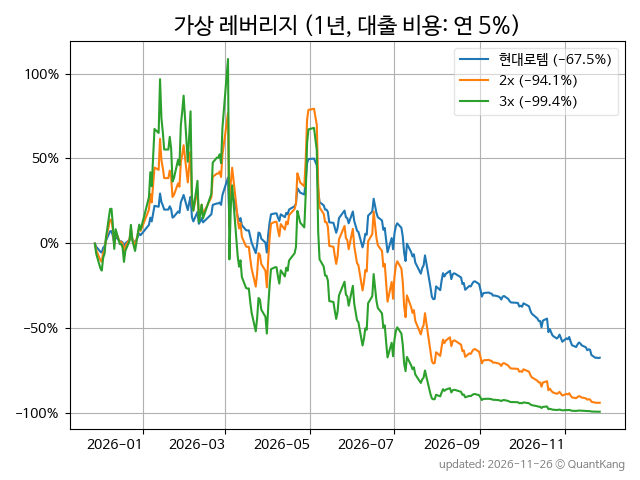 가상 레버리지 (1년, 대출 비용: 연 5%)
현대로템 (-67.5%)
2x (-94.1%)
3x (-99.4%)
100%
50%
0%
-50%
-100%
2026-01 2026-03 2026-05 2026-07 2026-09 2026-11
updated: 2026-11-26 © QuantKang